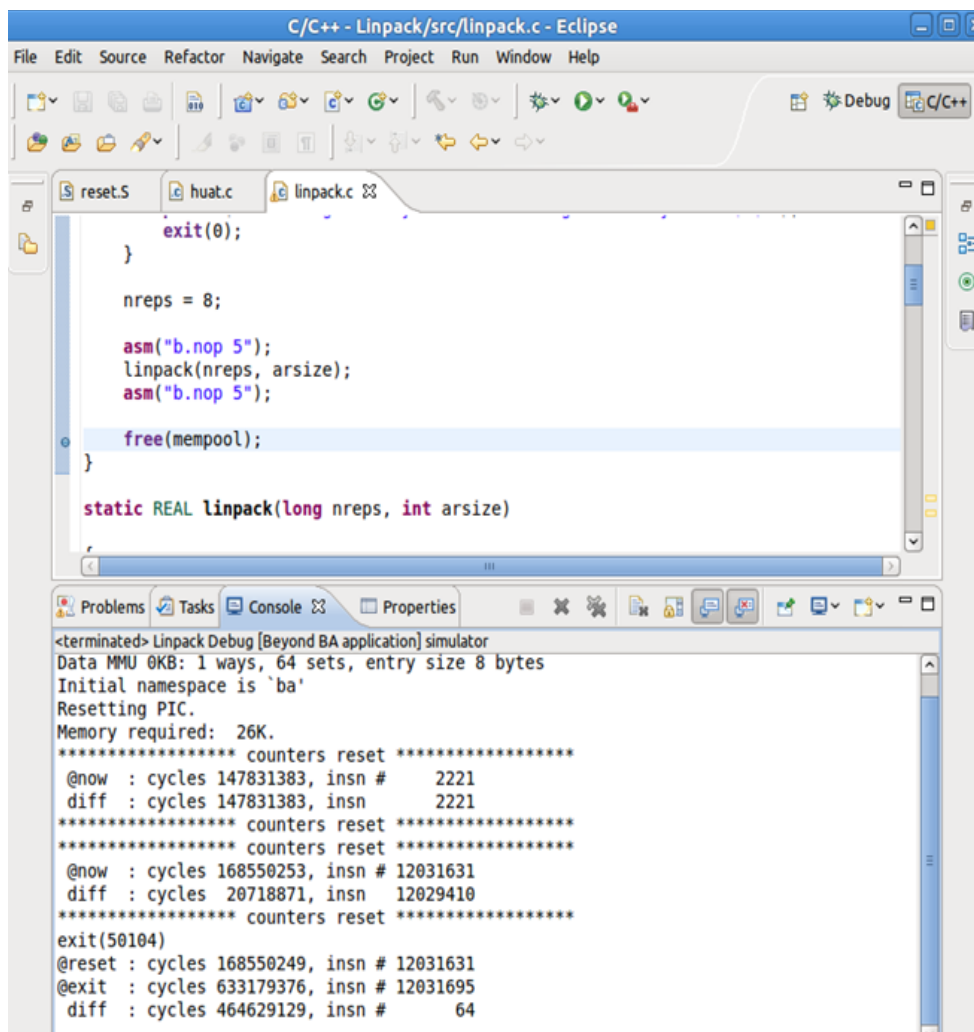 C/C++ - Linpack/src/linpack.c - Eclipse
File Edit Source Refactor Navigate Search Project Run Window Help
Debug C/C++
reset.S huat.c linpack.c
exit(0);
}
nreps = 8;
asm("b.nop 5");
linpack(nreps, arsize);
asm("b.nop 5");
free(mempool);
}
static REAL linpack(long nreps, int arsize)
Problems Tasks Console Properties
<terminated> Linpack Debug [Beyond BA application] simulator
Data MMU 0KB: 1 ways, 64 sets, entry size 8 bytes
Initial namespace is `ba'
Resetting PIC.
Memory required:  26K.
****************** counters reset ******************
@now  : cycles 147831383, insn #     2221
diff  : cycles 147831383, insn       2221
****************** counters reset ******************
****************** counters reset ******************
@now  : cycles 168550253, insn # 12031631
diff  : cycles  20718871, insn   12029410
****************** counters reset ******************
exit(50104)
@reset : cycles 168550249, insn # 12031631
@exit  : cycles 633179376, insn # 12031695
diff  : cycles 464629129, insn #       64